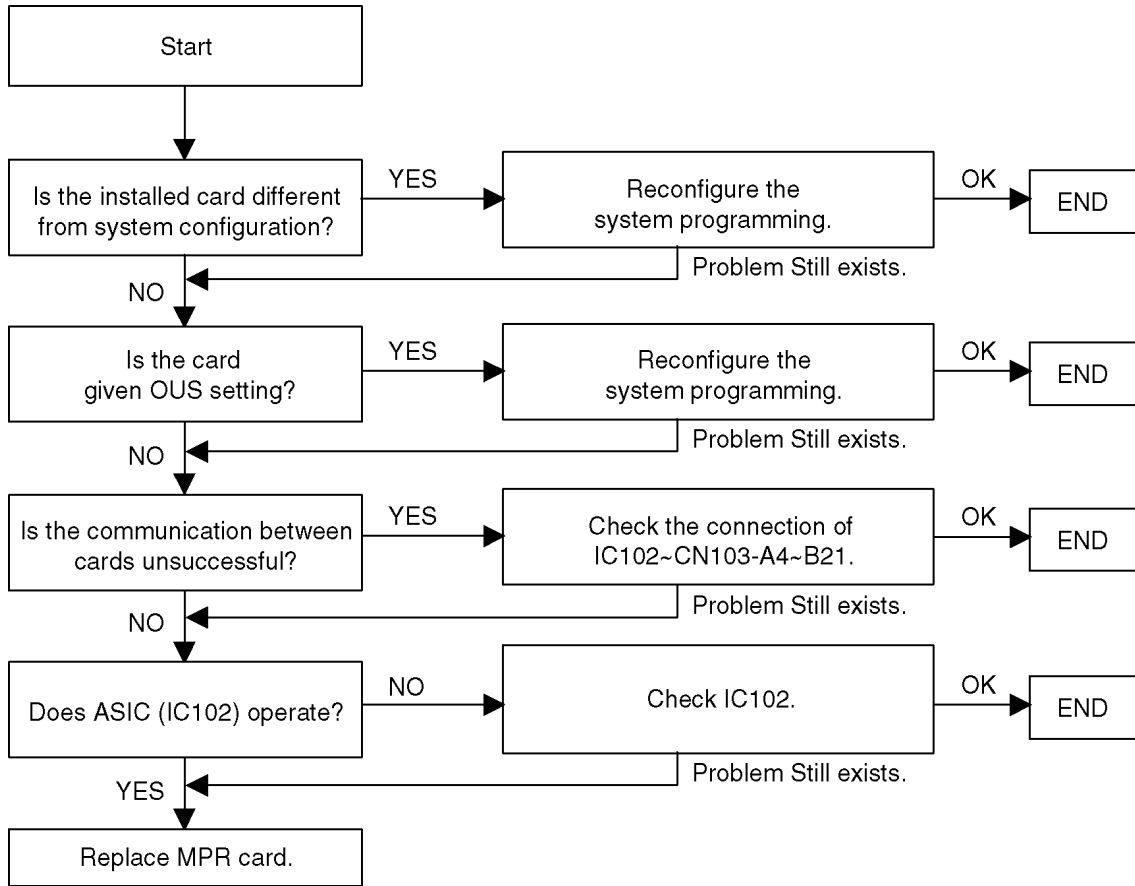 Start
Is the installed card different
from system configuration?
YES
Reconfigure the
system programming.
OK
END
Problem Still exists.
NO
Is the card
given OUS setting?
YES
Reconfigure the
system programming.
OK
END
Problem Still exists.
NO
Is the communication between
cards unsuccessful?
YES
Check the connection of
IC102~CN103-A4~B21.
OK
END
Problem Still exists.
NO
Does ASIC (IC102) operate?
NO
Check IC102.
OK
END
Problem Still exists.
YES
Replace MPR card.